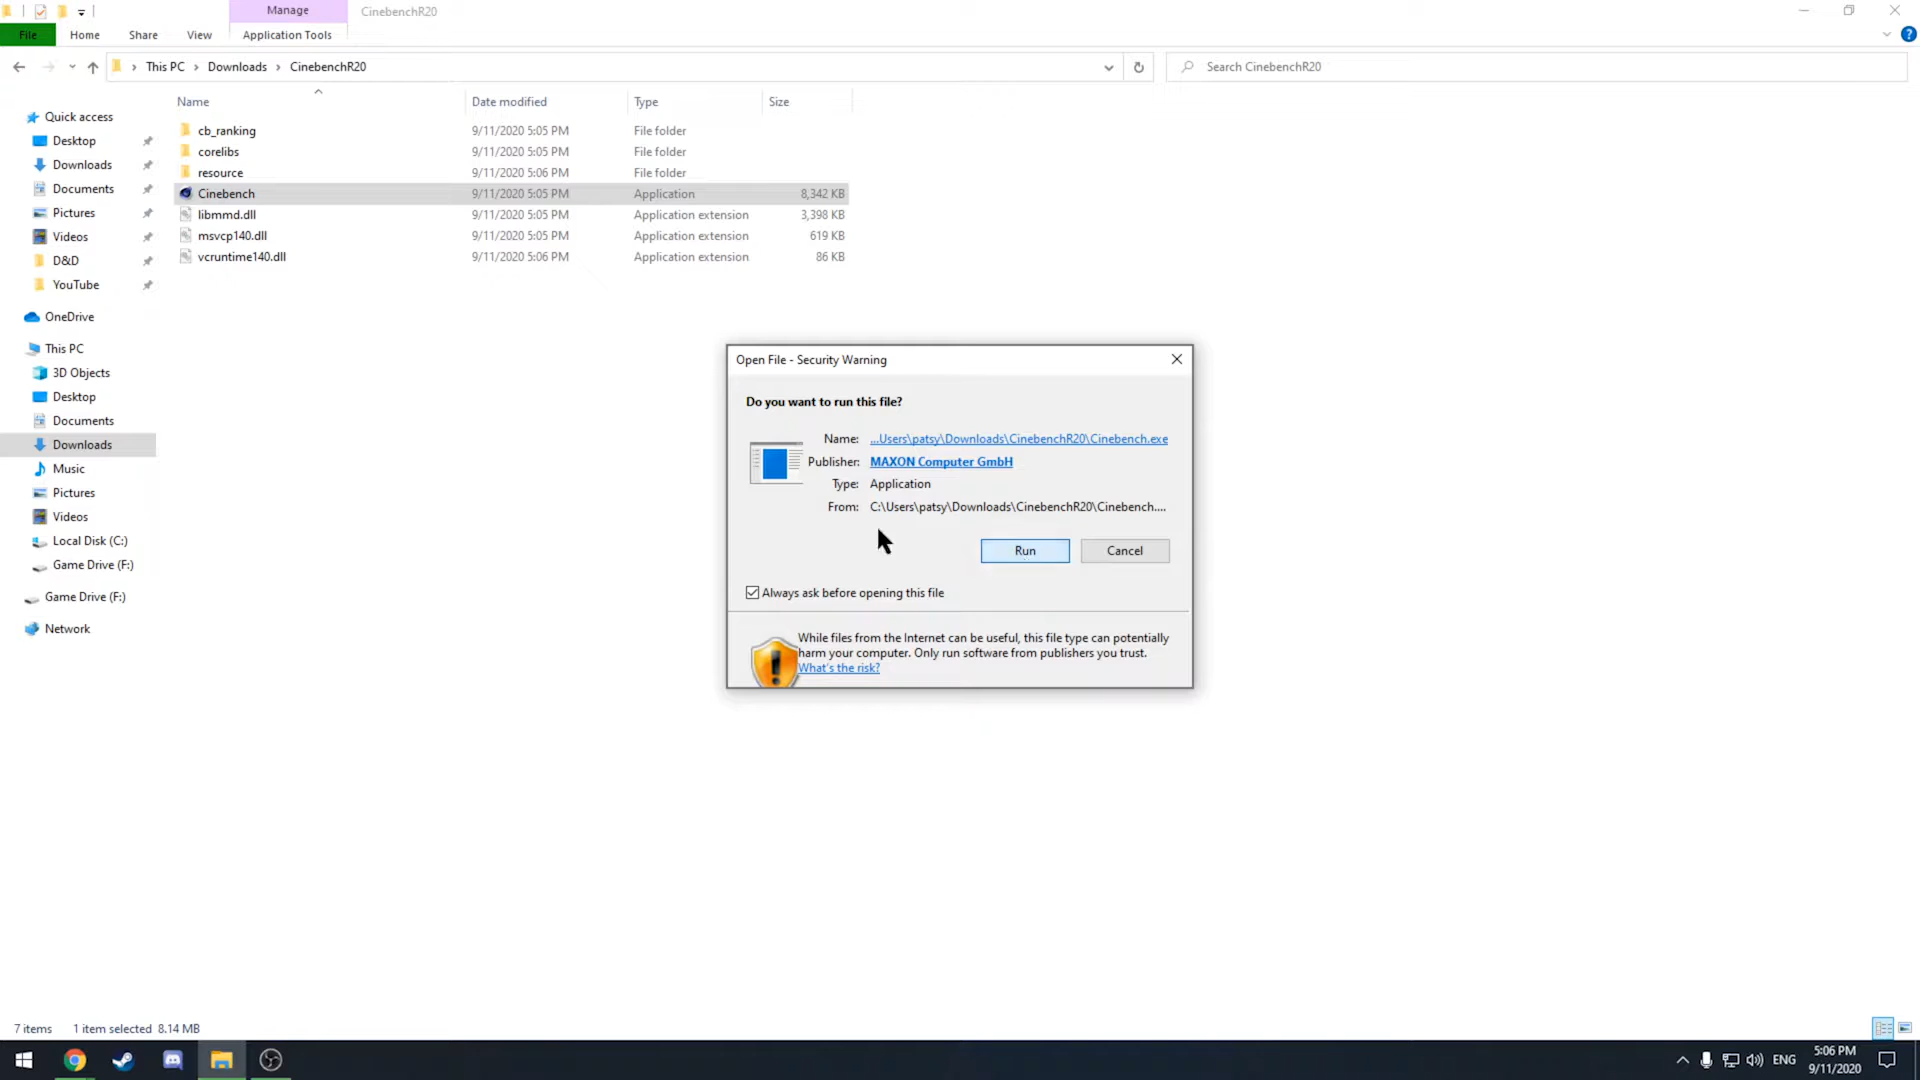 Manage
CinebenchR20
File
Home
Share
View
Application Tools
This PC
Downloads
CinebenchR20
Search CinebenchR20
Name
Date modified
Type
Size
cb_ranking
9/11/2020 5:05 PM
File folder
corelibs
9/11/2020 5:05 PM
File folder
resource
9/11/2020 5:06 PM
File folder
Cinebench
9/11/2020 5:05 PM
Application
8,342 KB
libmmd.dll
9/11/2020 5:05 PM
Application extension
3,398 KB
msvcp140.dll
9/11/2020 5:05 PM
Application extension
619 KB
vcruntime140.dll
9/11/2020 5:06 PM
Application extension
86 KB
Quick access
Desktop
Downloads
Documents
Pictures
Videos
D&D
YouTube
OneDrive
This PC
3D Objects
Desktop
Documents
Downloads
Music
Pictures
Videos
Local Disk (C:)
Game Drive (F:)
Game Drive (F:)
Network
Open File - Security Warning
Do you want to run this file?
Name: ...Users\patsy\Downloads\CinebenchR20\Cinebench.exe
Publisher: MAXON Computer GmbH
Type: Application
From: C:\Users\patsy\Downloads\CinebenchR20\Cinebench....
Run
Cancel
Always ask before opening this file
While files from the Internet can be useful, this file type can potentially
harm your computer. Only run software from publishers you trust.
What's the risk?
7 items
1 item selected 8.14 MB
ENG
5:06 PM
9/11/2020